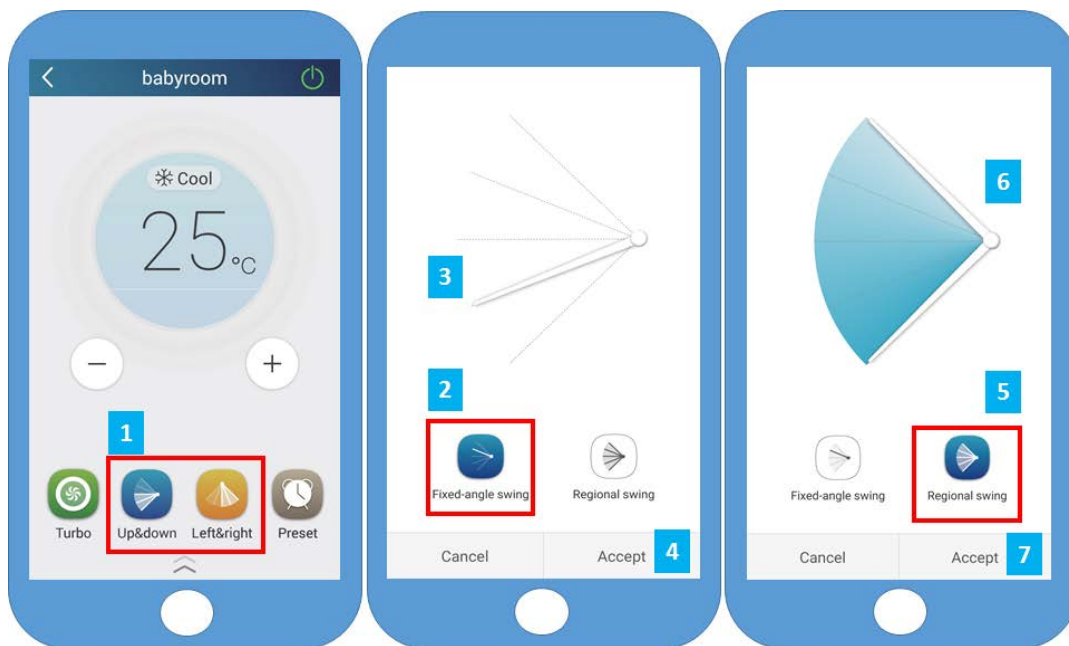 babyroom
Cool
25 °C
−
+
1
Turbo
Up&down
Left&right
Preset
3
2
Fixed-angle swing
Regional swing
Cancel
Accept
4
6
5
Fixed-angle swing
Regional swing
Cancel
Accept
7